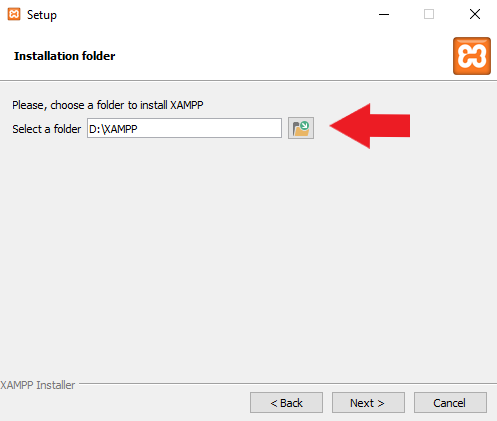 Setup
Installation folder
Please, choose a folder to install XAMPP
Select a folder D:\XAMPP
XAMPP Installer
< Back Next > Cancel